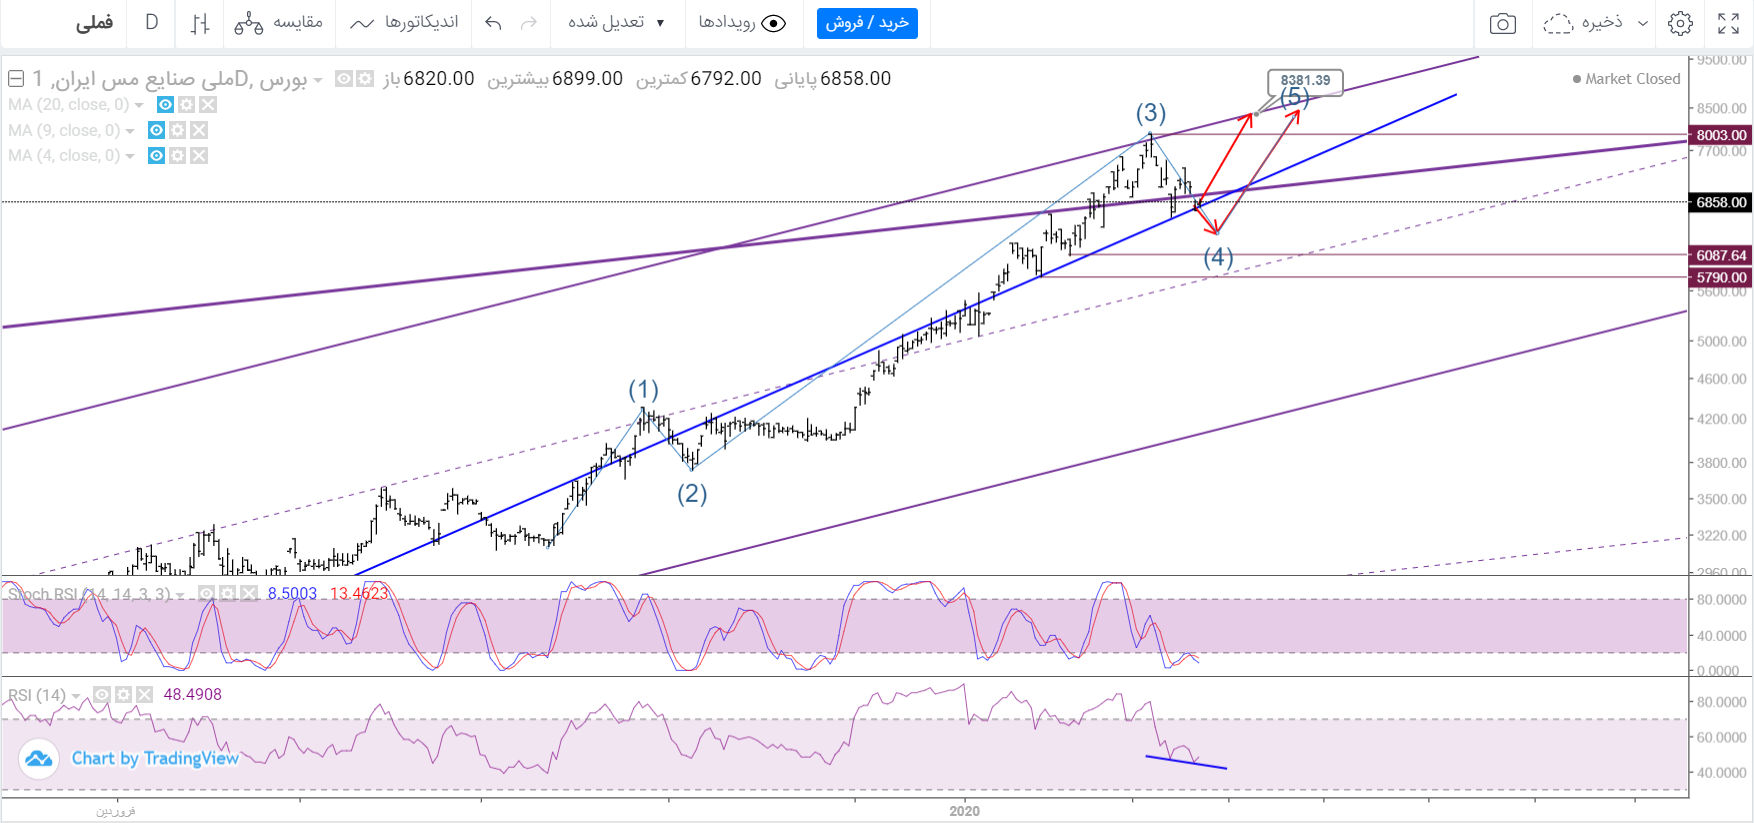 فملی D مقایسه اندیکاتورها تعدیل شده رویدادها خرید / فروش ذخیره
ملی صنایع مس ایران, 1D, بورس باز 6820.00 بیشترین 6899.00 کمترین 6792.00 پایانی 6858.00
Market Closed
MA (20, close, 0)
MA (9, close, 0)
MA (4, close, 0)
8381.39
(5)
(3)
(4)
(1)
(2)
9500.00
8500.00
8003.00
7700.00
6858.00
6087.64
5790.00
5600.00
5000.00
4600.00
4200.00
3800.00
3500.00
3220.00
2960.00
Stoch RSI (14, 14, 3, 3) 8.5003 13.4623
80.0000
40.0000
0.0000
RSI (14) 48.4908
80.0000
60.0000
40.0000
Chart by TradingView
فروردین 2020